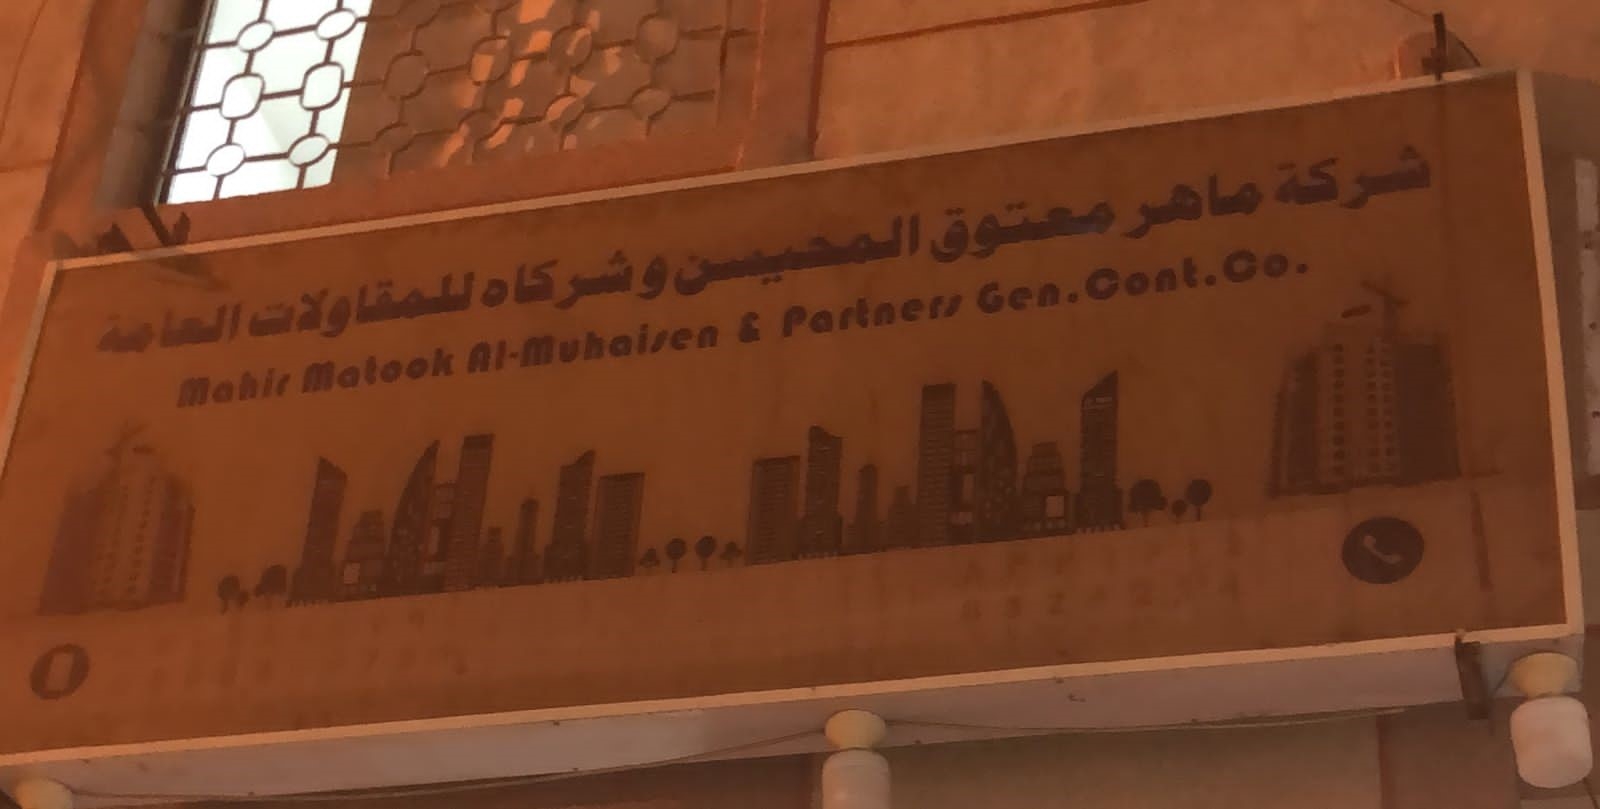 شركة ماهر معتوق المحيسن وشركاه للمقاولات العامة
Mahir Matook Al-Muhaisen & Partners Gen.Cont.Co.